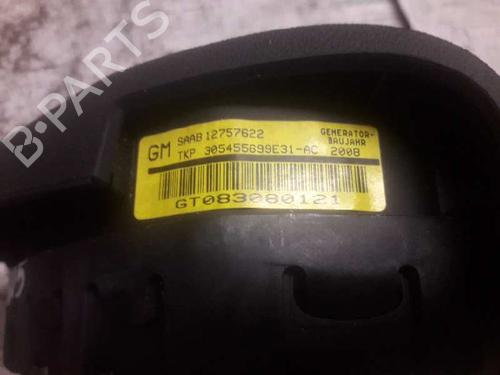 B-PARTS
GM SAAB 12757622 GENERATOR-
BAUJAHR
TKP 305455699E31-AC 2008
GT083080121